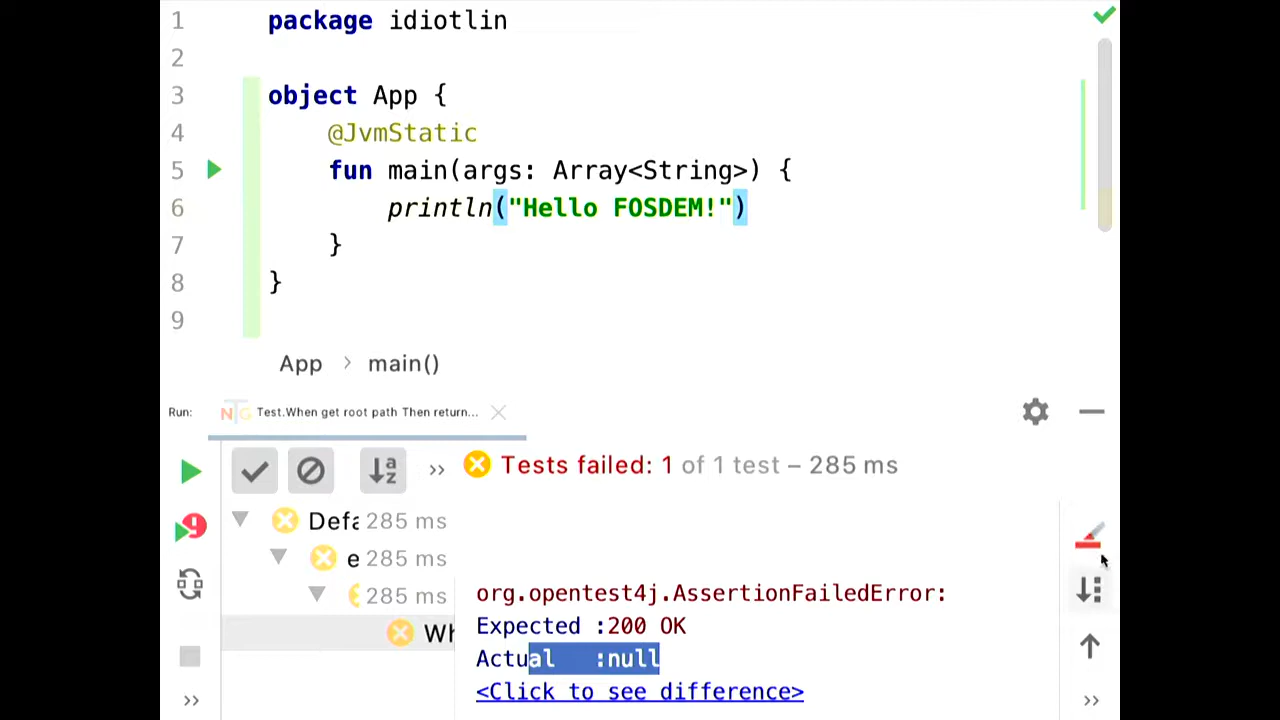 1 package idiotlin
2
3 object App {
4 @JvmStatic
5 fun main(args: Array<String>) {
6 println("Hello FOSDEM!")
7 }
8 }
9
App > main()
Run: NTG Test.When get root path Then return...
Tests failed: 1 of 1 test – 285 ms
Defa 285 ms
e 285 ms
285 ms
Wh
org.opentest4j.AssertionFailedError:
Expected :200 OK
Actual :null
<Click to see difference>